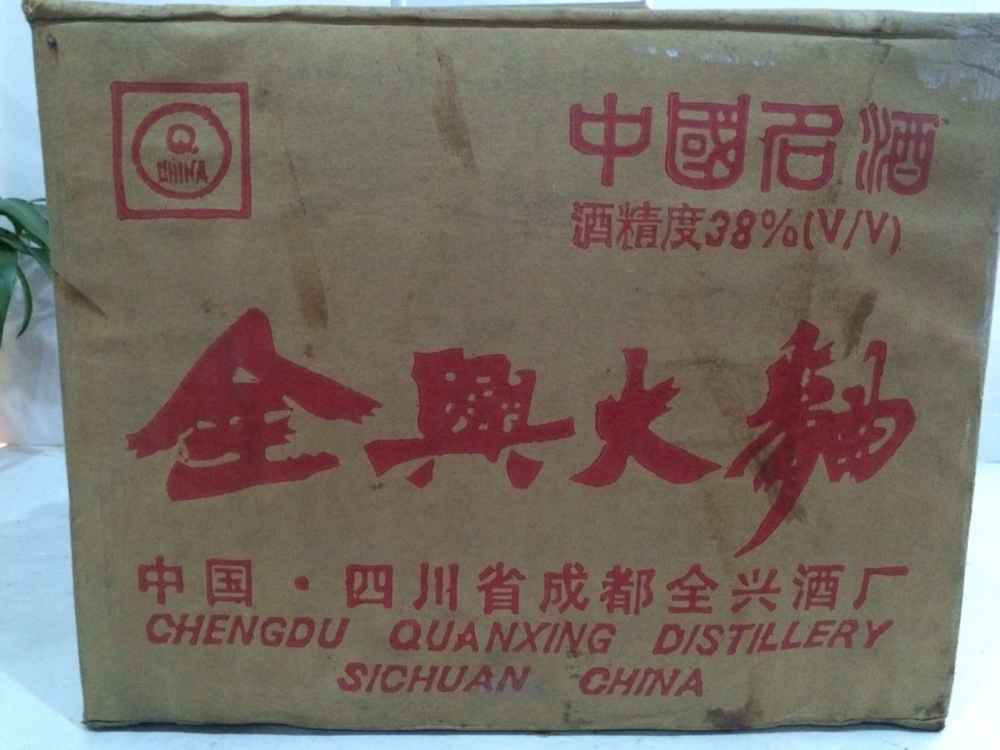 Q
CHINA
中國名酒
酒精度38%(V/V)
全興大麯
中国·四川省成都全兴酒厂
CHENGDU QUANXING DISTILLERY
SICHUAN CHINA